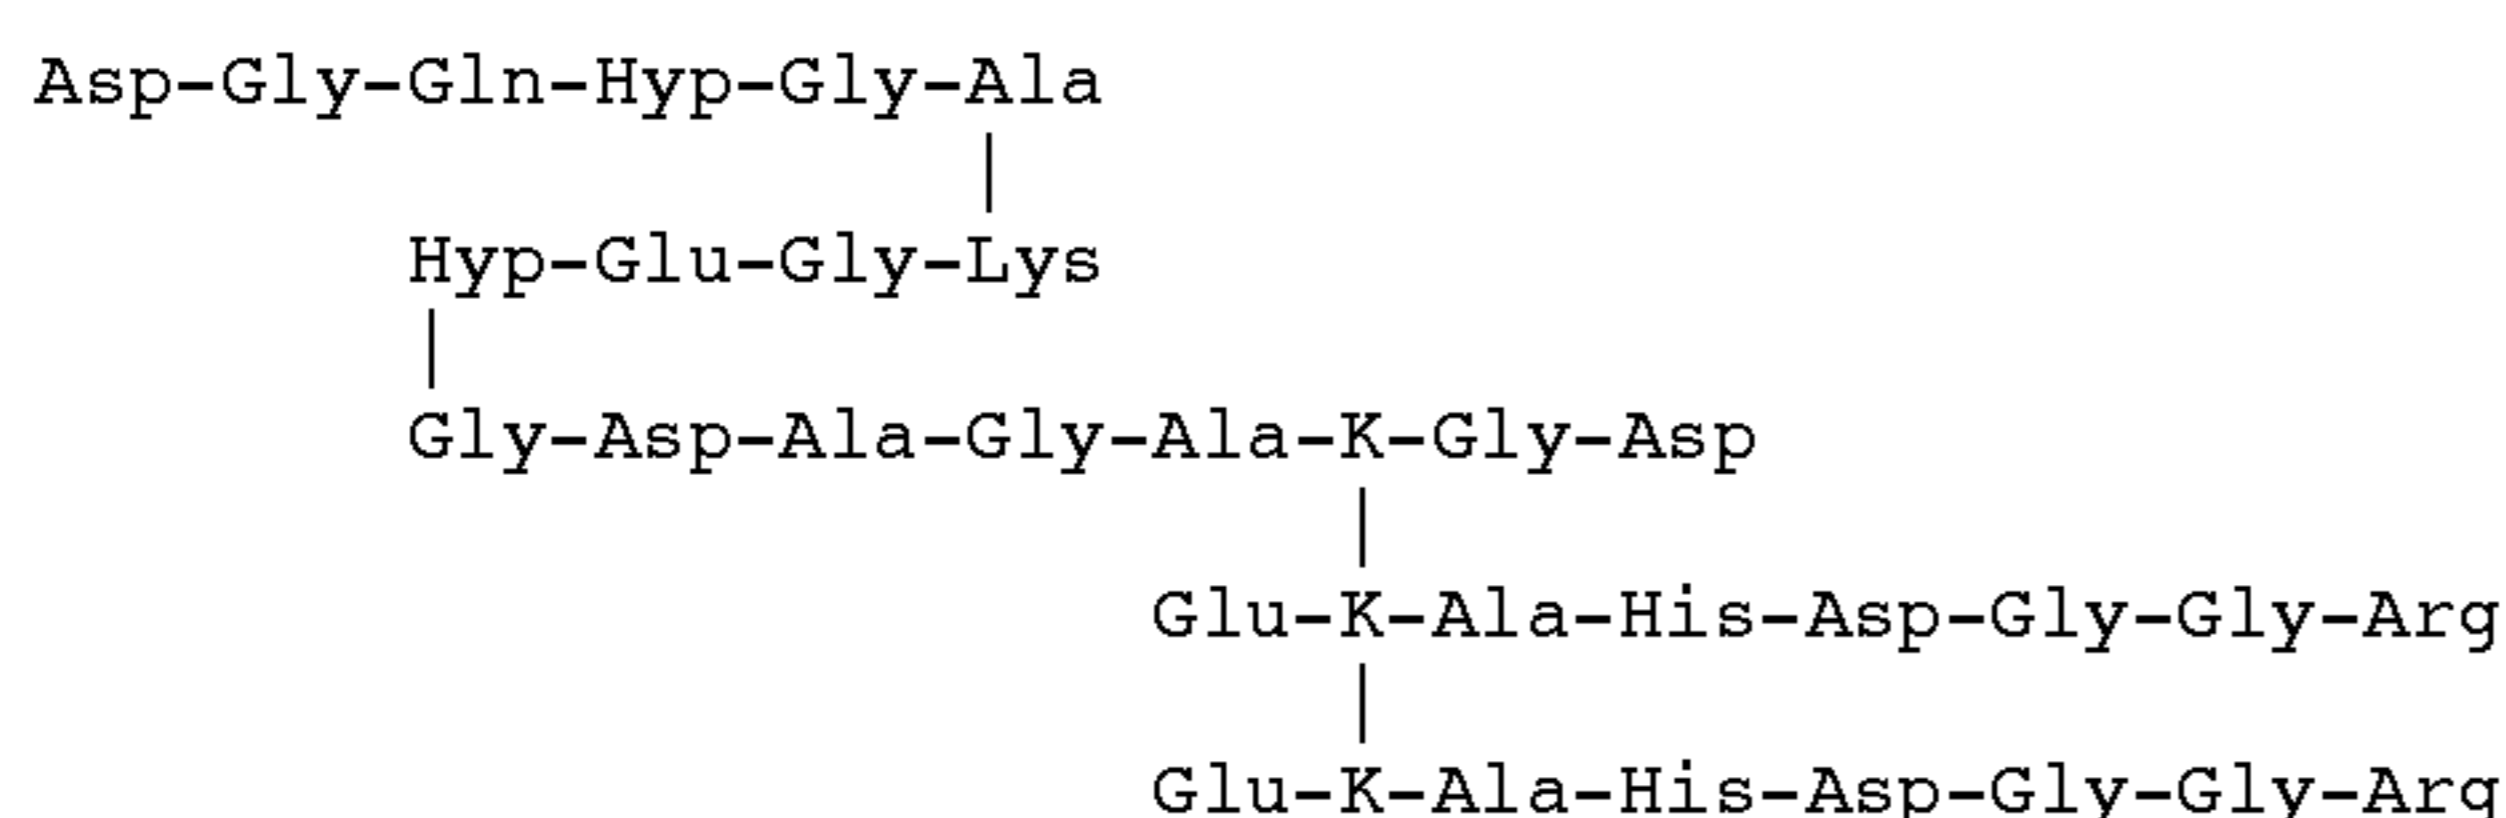 Asp-Gly-Gln-Hyp-Gly-Ala
Hyp-Glu-Gly-Lys
Gly-Asp-Ala-Gly-Ala-K-Gly-Asp
Glu-K-Ala-His-Asp-Gly-Gly-Arg
Glu-K-Ala-His-Asp-Gly-Gly-Arg